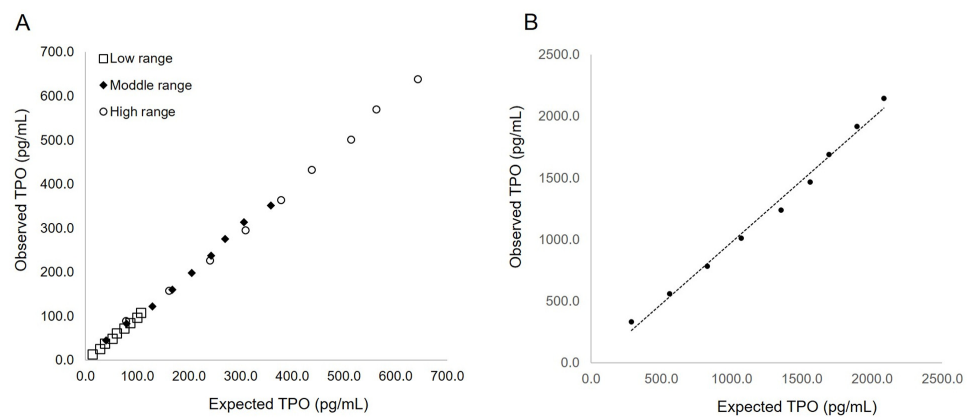 A
700.0
600.0
500.0
400.0
300.0
200.0
100.0
0.0
Observed TPO (pg/mL)
Low range
Moddle range
High range
0.0 100.0 200.0 300.0 400.0 500.0 600.0 700.0
Expected TPO (pg/mL)
B
2500.0
2000.0
1500.0
1000.0
500.0
0.0
Observed TPO (pg/mL)
0.0 500.0 1000.0 1500.0 2000.0 2500.0
Expected TPO (pg/mL)